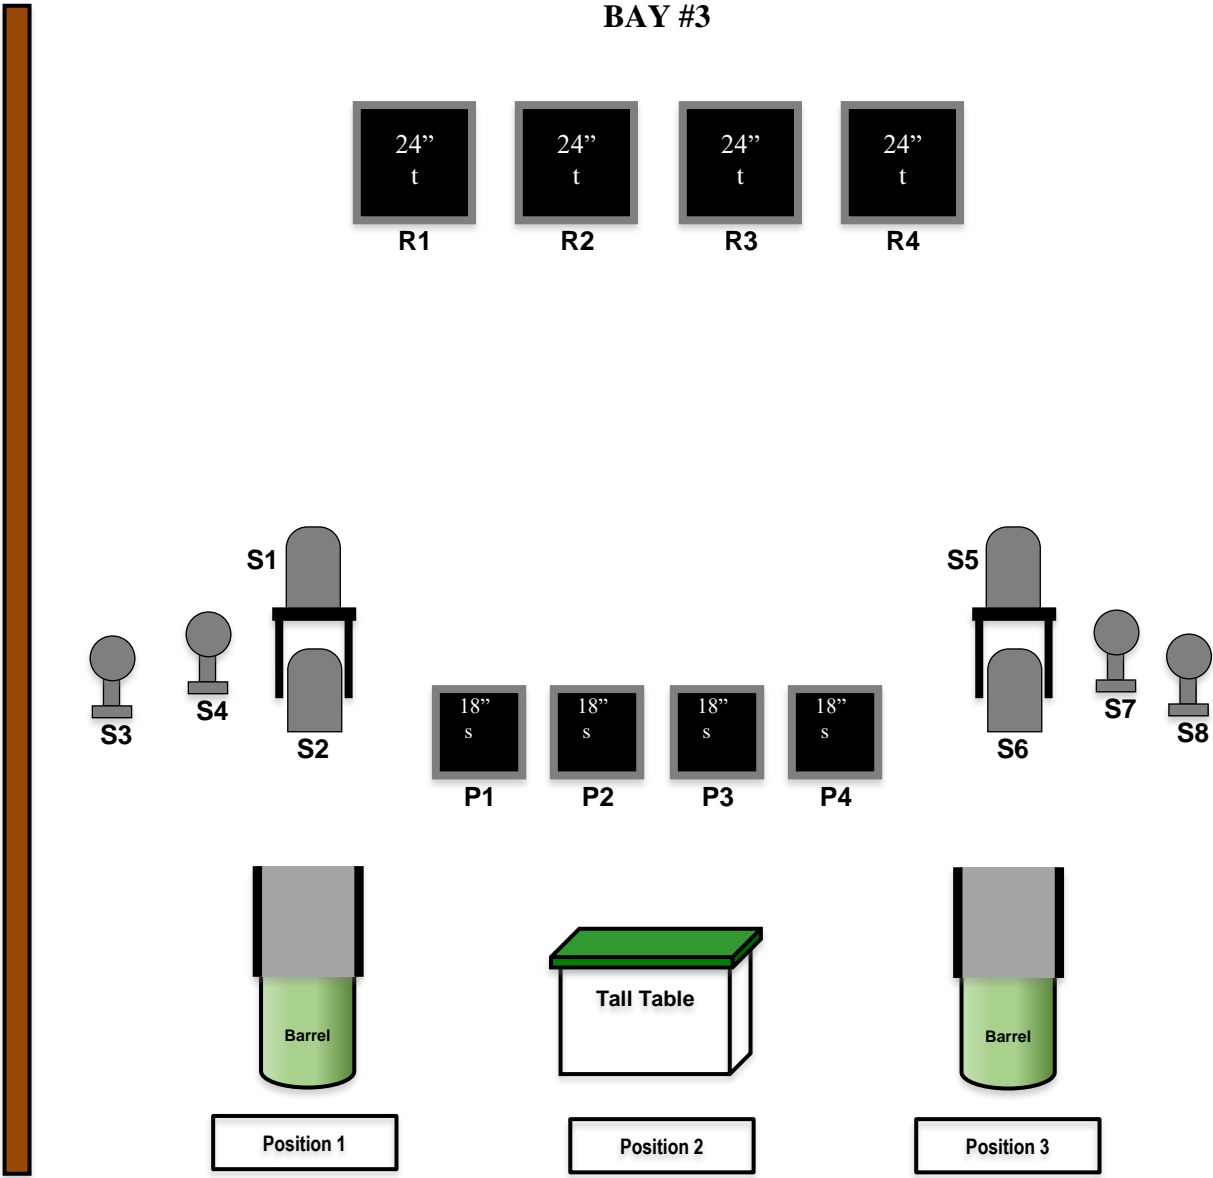 BAY #3
24” 24” 24” 24”
t t t t
R1 R2 R3 R4
S1 S5
S3 S4 S2 S6 S7 S8
18” 18” 18” 18”
s s s s
P1 P2 P3 P4
Tall Table
Barrel Barrel
Position 1 Position 2 Position 3